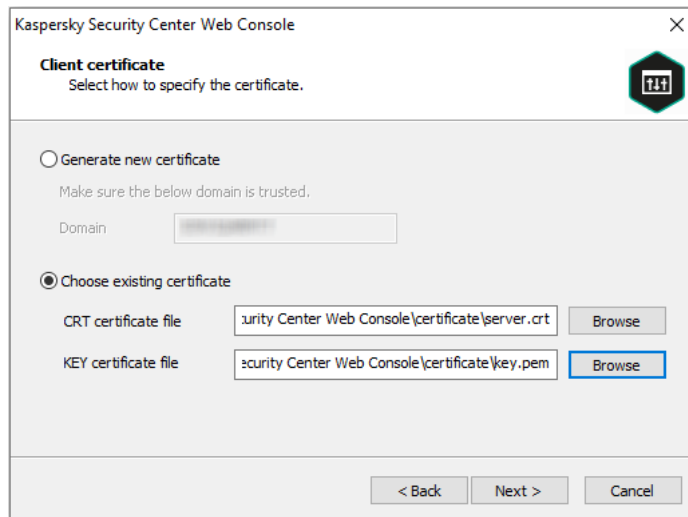 Kaspersky Security Center Web Console
Client certificate
Select how to specify the certificate.
Generate new certificate
Make sure the below domain is trusted.
Domain
Choose existing certificate
CRT certificate file :urity Center Web Console\certificate\server.crt Browse
KEY certificate file ecurity Center Web Console\certificate\key.pem Browse
< Back Next > Cancel